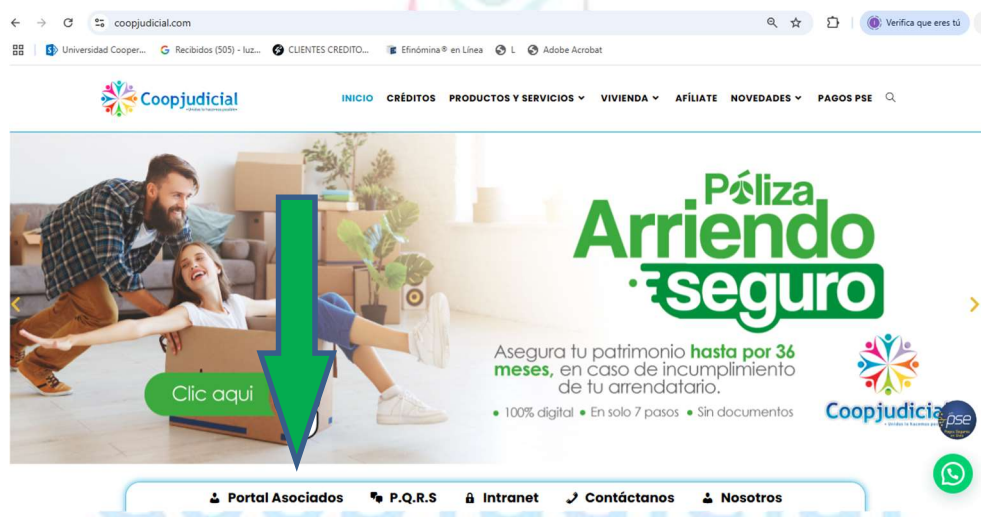 coopjudicial.com
Verifica que eres tú
Universidad Cooper...
Recibidos (505) - luz...
CLIENTES CREDITO...
Efinómina® en Línea
L
Adobe Acrobat
Coopjudicial
INICIO CRÉDITOS PRODUCTOS Y SERVICIOS VIVIENDA AFÍLIATE NOVEDADES PAGOS PSE
Póliza
Arriendo
seguro
Asegura tu patrimonio hasta por 36
meses, en caso de incumplimiento
de tu arrendatario.
• 100% digital • En solo 7 pasos • Sin documentos
Clic aqui
Coopjudicia
pse
Portal Asociados P.Q.R.S Intranet Contáctanos Nosotros